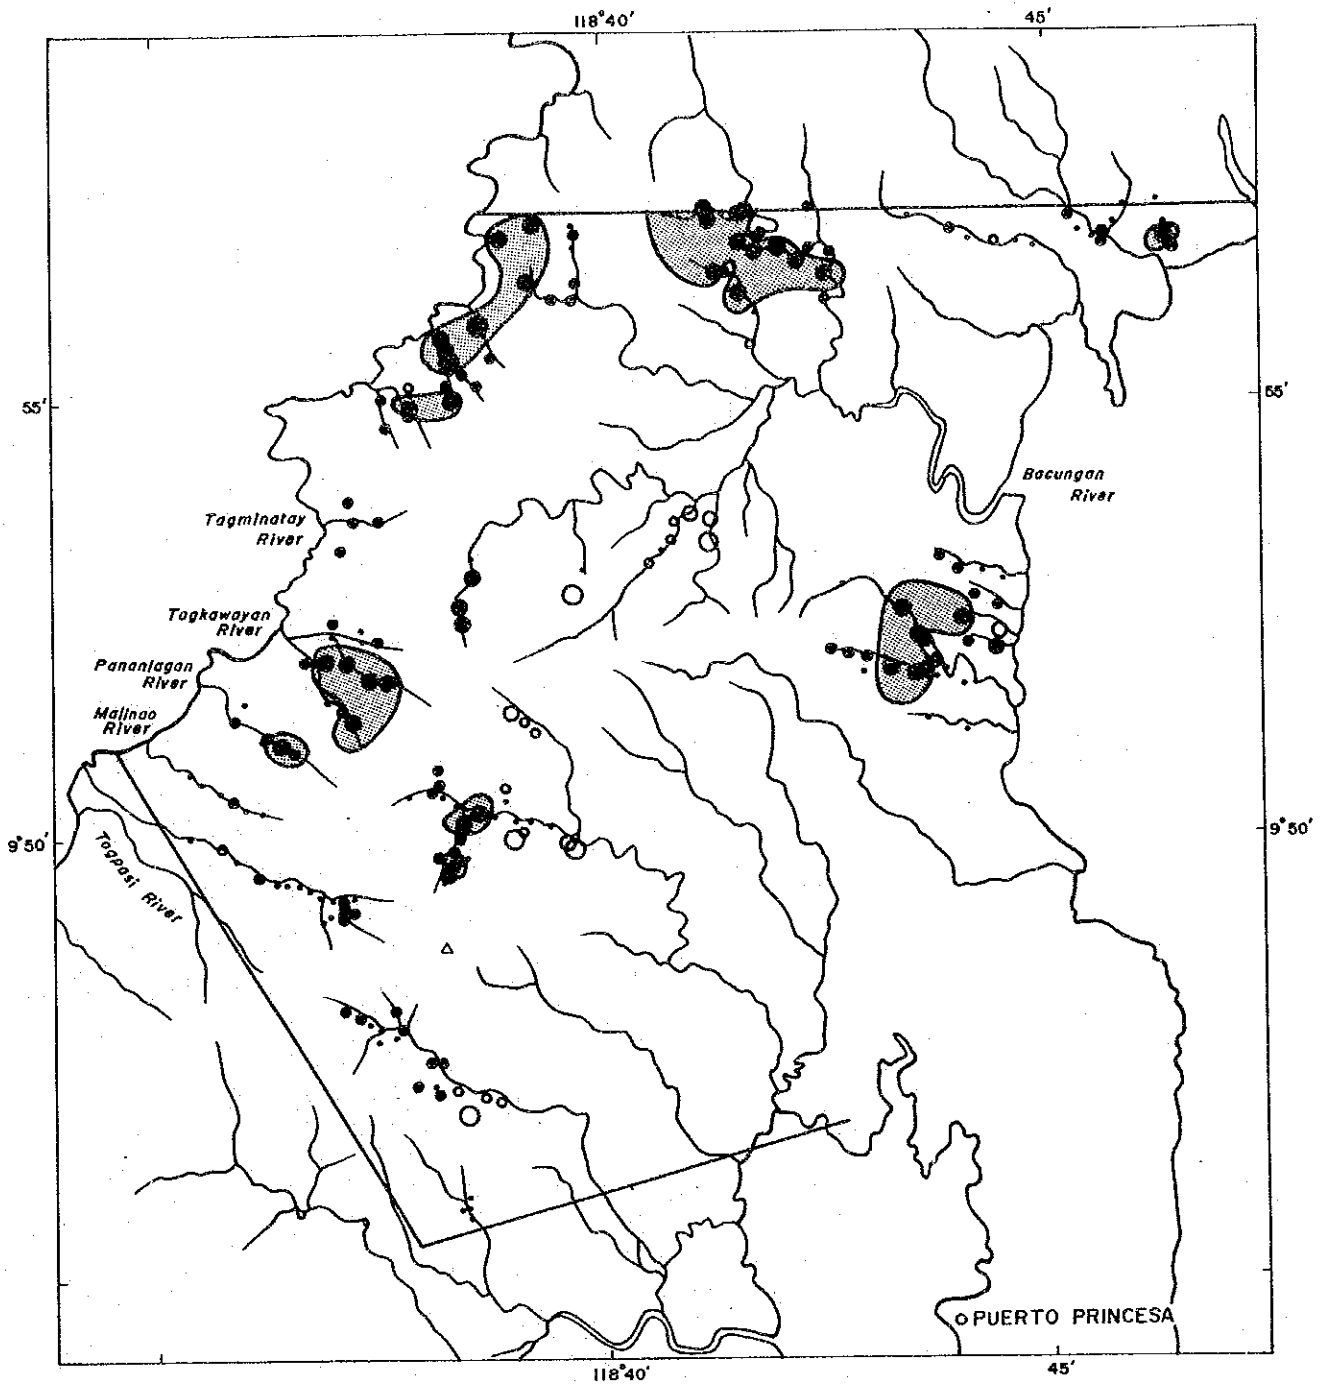 118°40′
45′
55′
55′
Bacungan
River
Tagminatay
River
Tagkawayan
River
Pananlagan
River
Malinao
River
9°50′
9°50′
Togpasi River
PUERTO PRINCESA
118°40′
45′